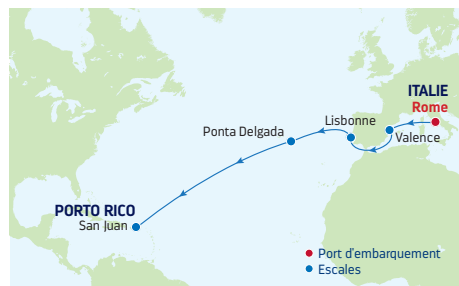 ITALIE
Rome
Lisbonne
Valence
Ponta Delgada
PORTO RICO
San Juan
Port d'embarquement
Escales